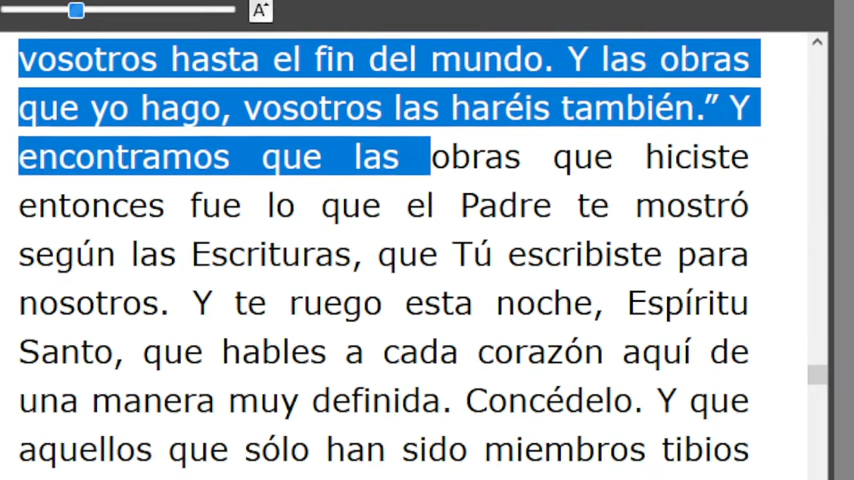 A
vosotros hasta el fin del mundo. Y las obras
que yo hago, vosotros las haréis también.” Y
encontramos que las obras que hiciste
entonces fue lo que el Padre te mostró
según las Escrituras, que Tú escribiste para
nosotros. Y te ruego esta noche, Espíritu
Santo, que hables a cada corazón aquí de
una manera muy definida. Concédelo. Y que
aquellos que sólo han sido miembros tibios